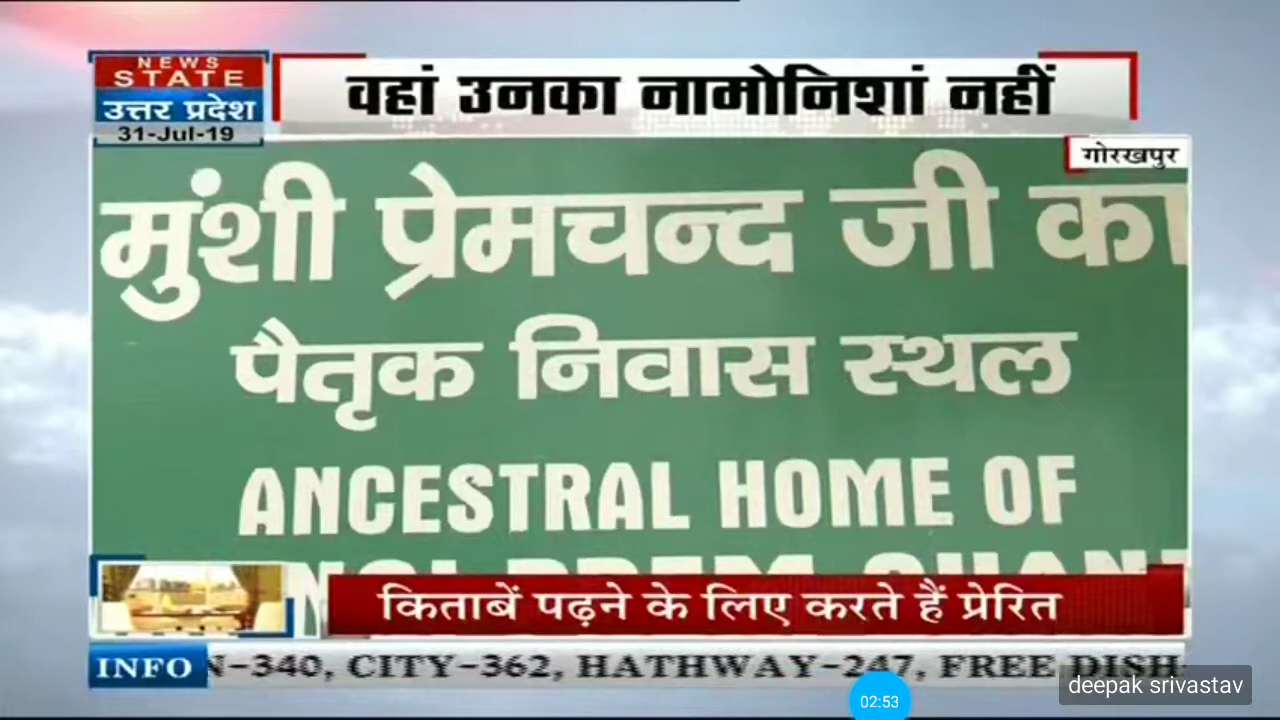 NEWS
STATE
उत्तर प्रदेश
31-Jul-19
वहां उनका नामोनिशां नहीं
गोरखपुर
मुंशी प्रेमचन्द जी का
पैतृक निवास स्थल
ANCESTRAL HOME OF
किताबें पढ़ने के लिए करते हैं प्रेरित
INFO N-340, CITY-362, HATHWAY-247, FREE DISH-
deepak srivastav
02:53